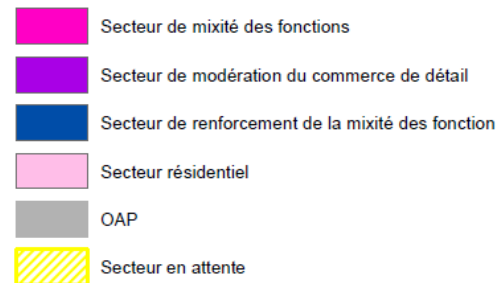 Secteur de mixité des fonctions
Secteur de modération du commerce de détail
Secteur de renforcement de la mixité des fonction
Secteur résidentiel
OAP
Secteur en attente